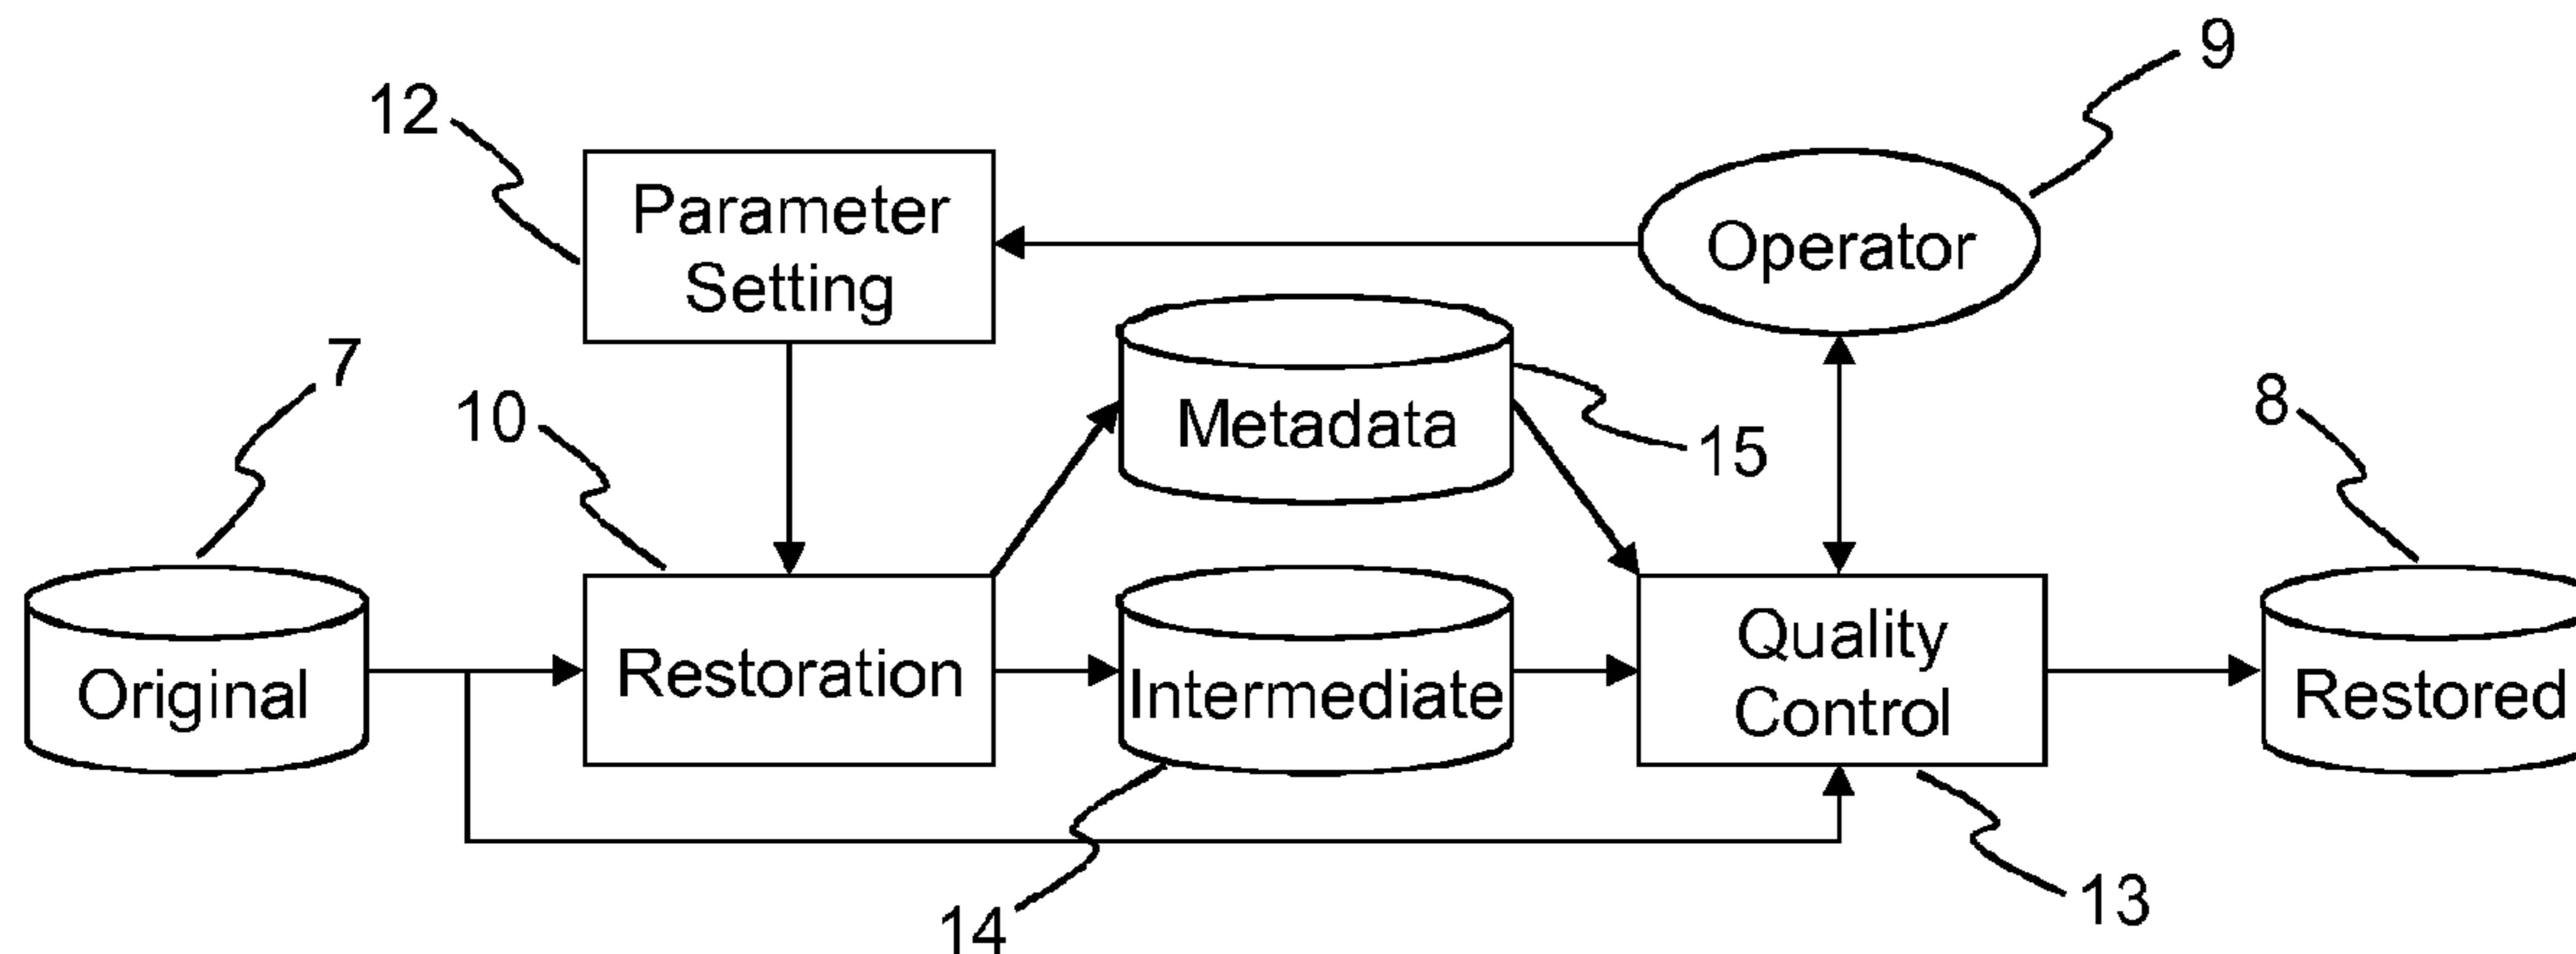 9
12
Parameter
Setting
Operator
7
10
Metadata
15
8
Original
Restoration
Intermediate
Quality
Control
Restored
14
13